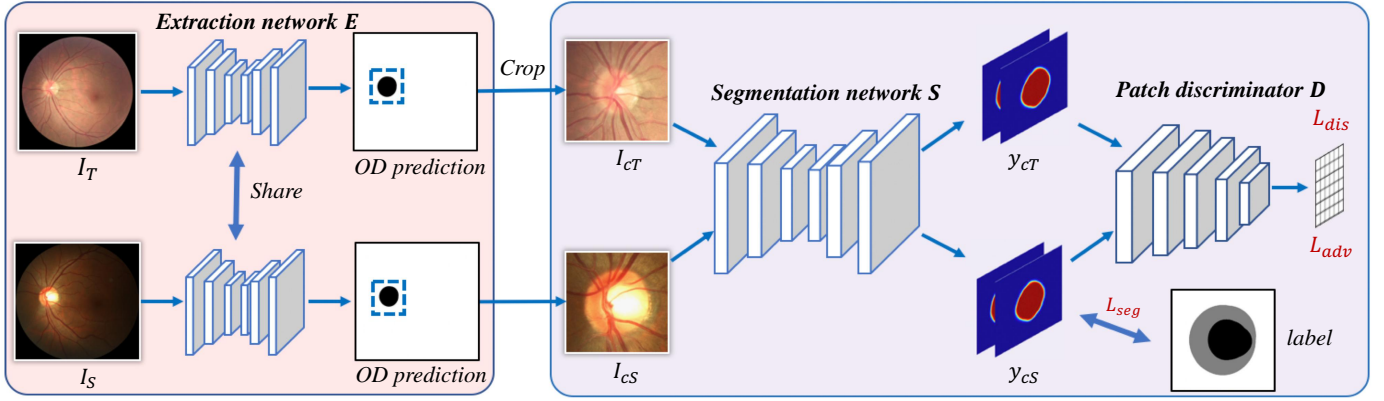 Extraction network E
I_T
OD prediction
Share
I_S
OD prediction
Crop
I_cT
I_cS
Segmentation network S
y_cT
y_cS
Patch discriminator D
L_dis
L_adv
L_seg
label